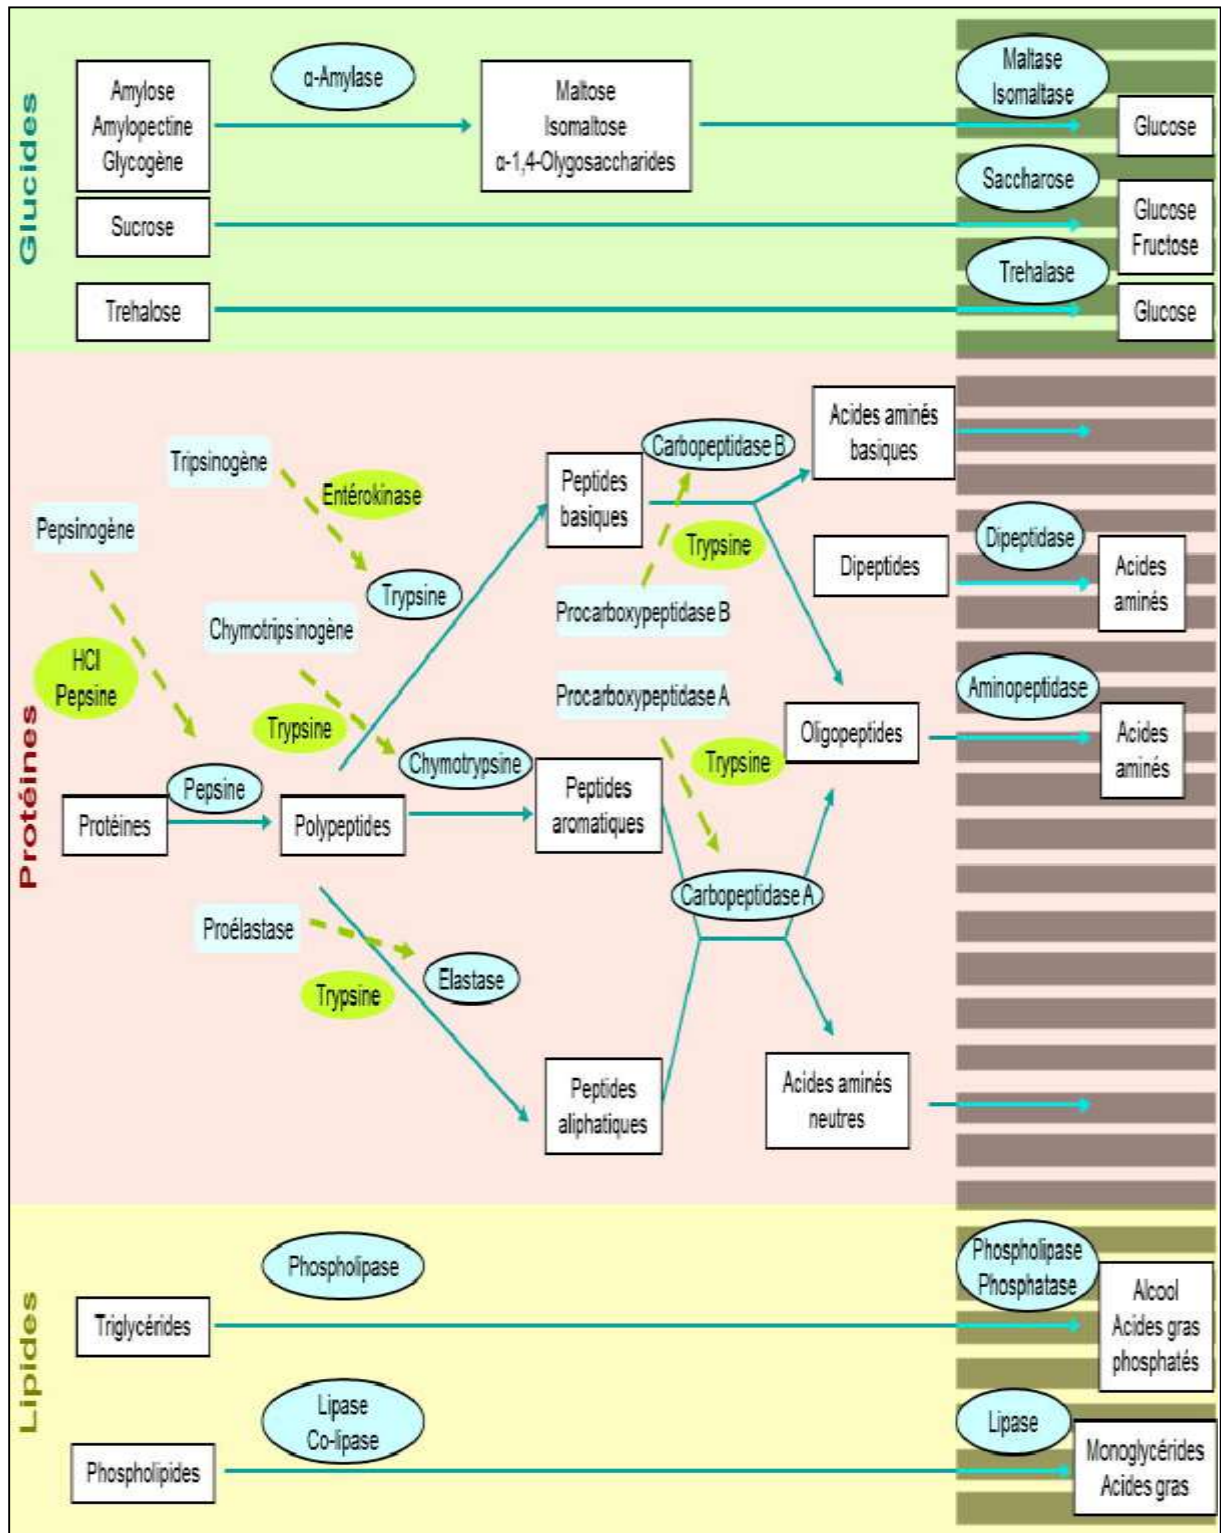 Glucides
Amylose
Amylopectine
Glycogène
α-Amylase
Maltose
Isomaltose
α-1,4-Olygosaccharides
Maltase
Isomaltase
Glucose
Sucrose
Saccharose
Glucose
Fructose
Trehalose
Trehalase
Glucose
Protéines
Pepsinogène
HCl
Pepsine
Tripsinogène
Entérokinase
Trypsine
Chymotripsinogène
Trypsine
Chymotrypsine
Protéines
Pepsine
Polypeptides
Proélastase
Trypsine
Elastase
Peptides
basiques
Carbopeptidase B
Trypsine
Procarboxypeptidase B
Procarboxypeptidase A
Trypsine
Peptides
aromatiques
Carbopeptidase A
Peptides
aliphatiques
Acides aminés
basiques
Dipeptides
Dipeptidase
Acides
aminés
Oligopeptides
Aminopeptidase
Acides
aminés
Acides aminés
neutres
Lipides
Triglycérides
Phospholipase
Phospholipase
Phosphatase
Alcool
Acides gras
phosphatés
Phospholipides
Lipase
Co-lipase
Lipase
Monoglycérides
Acides gras